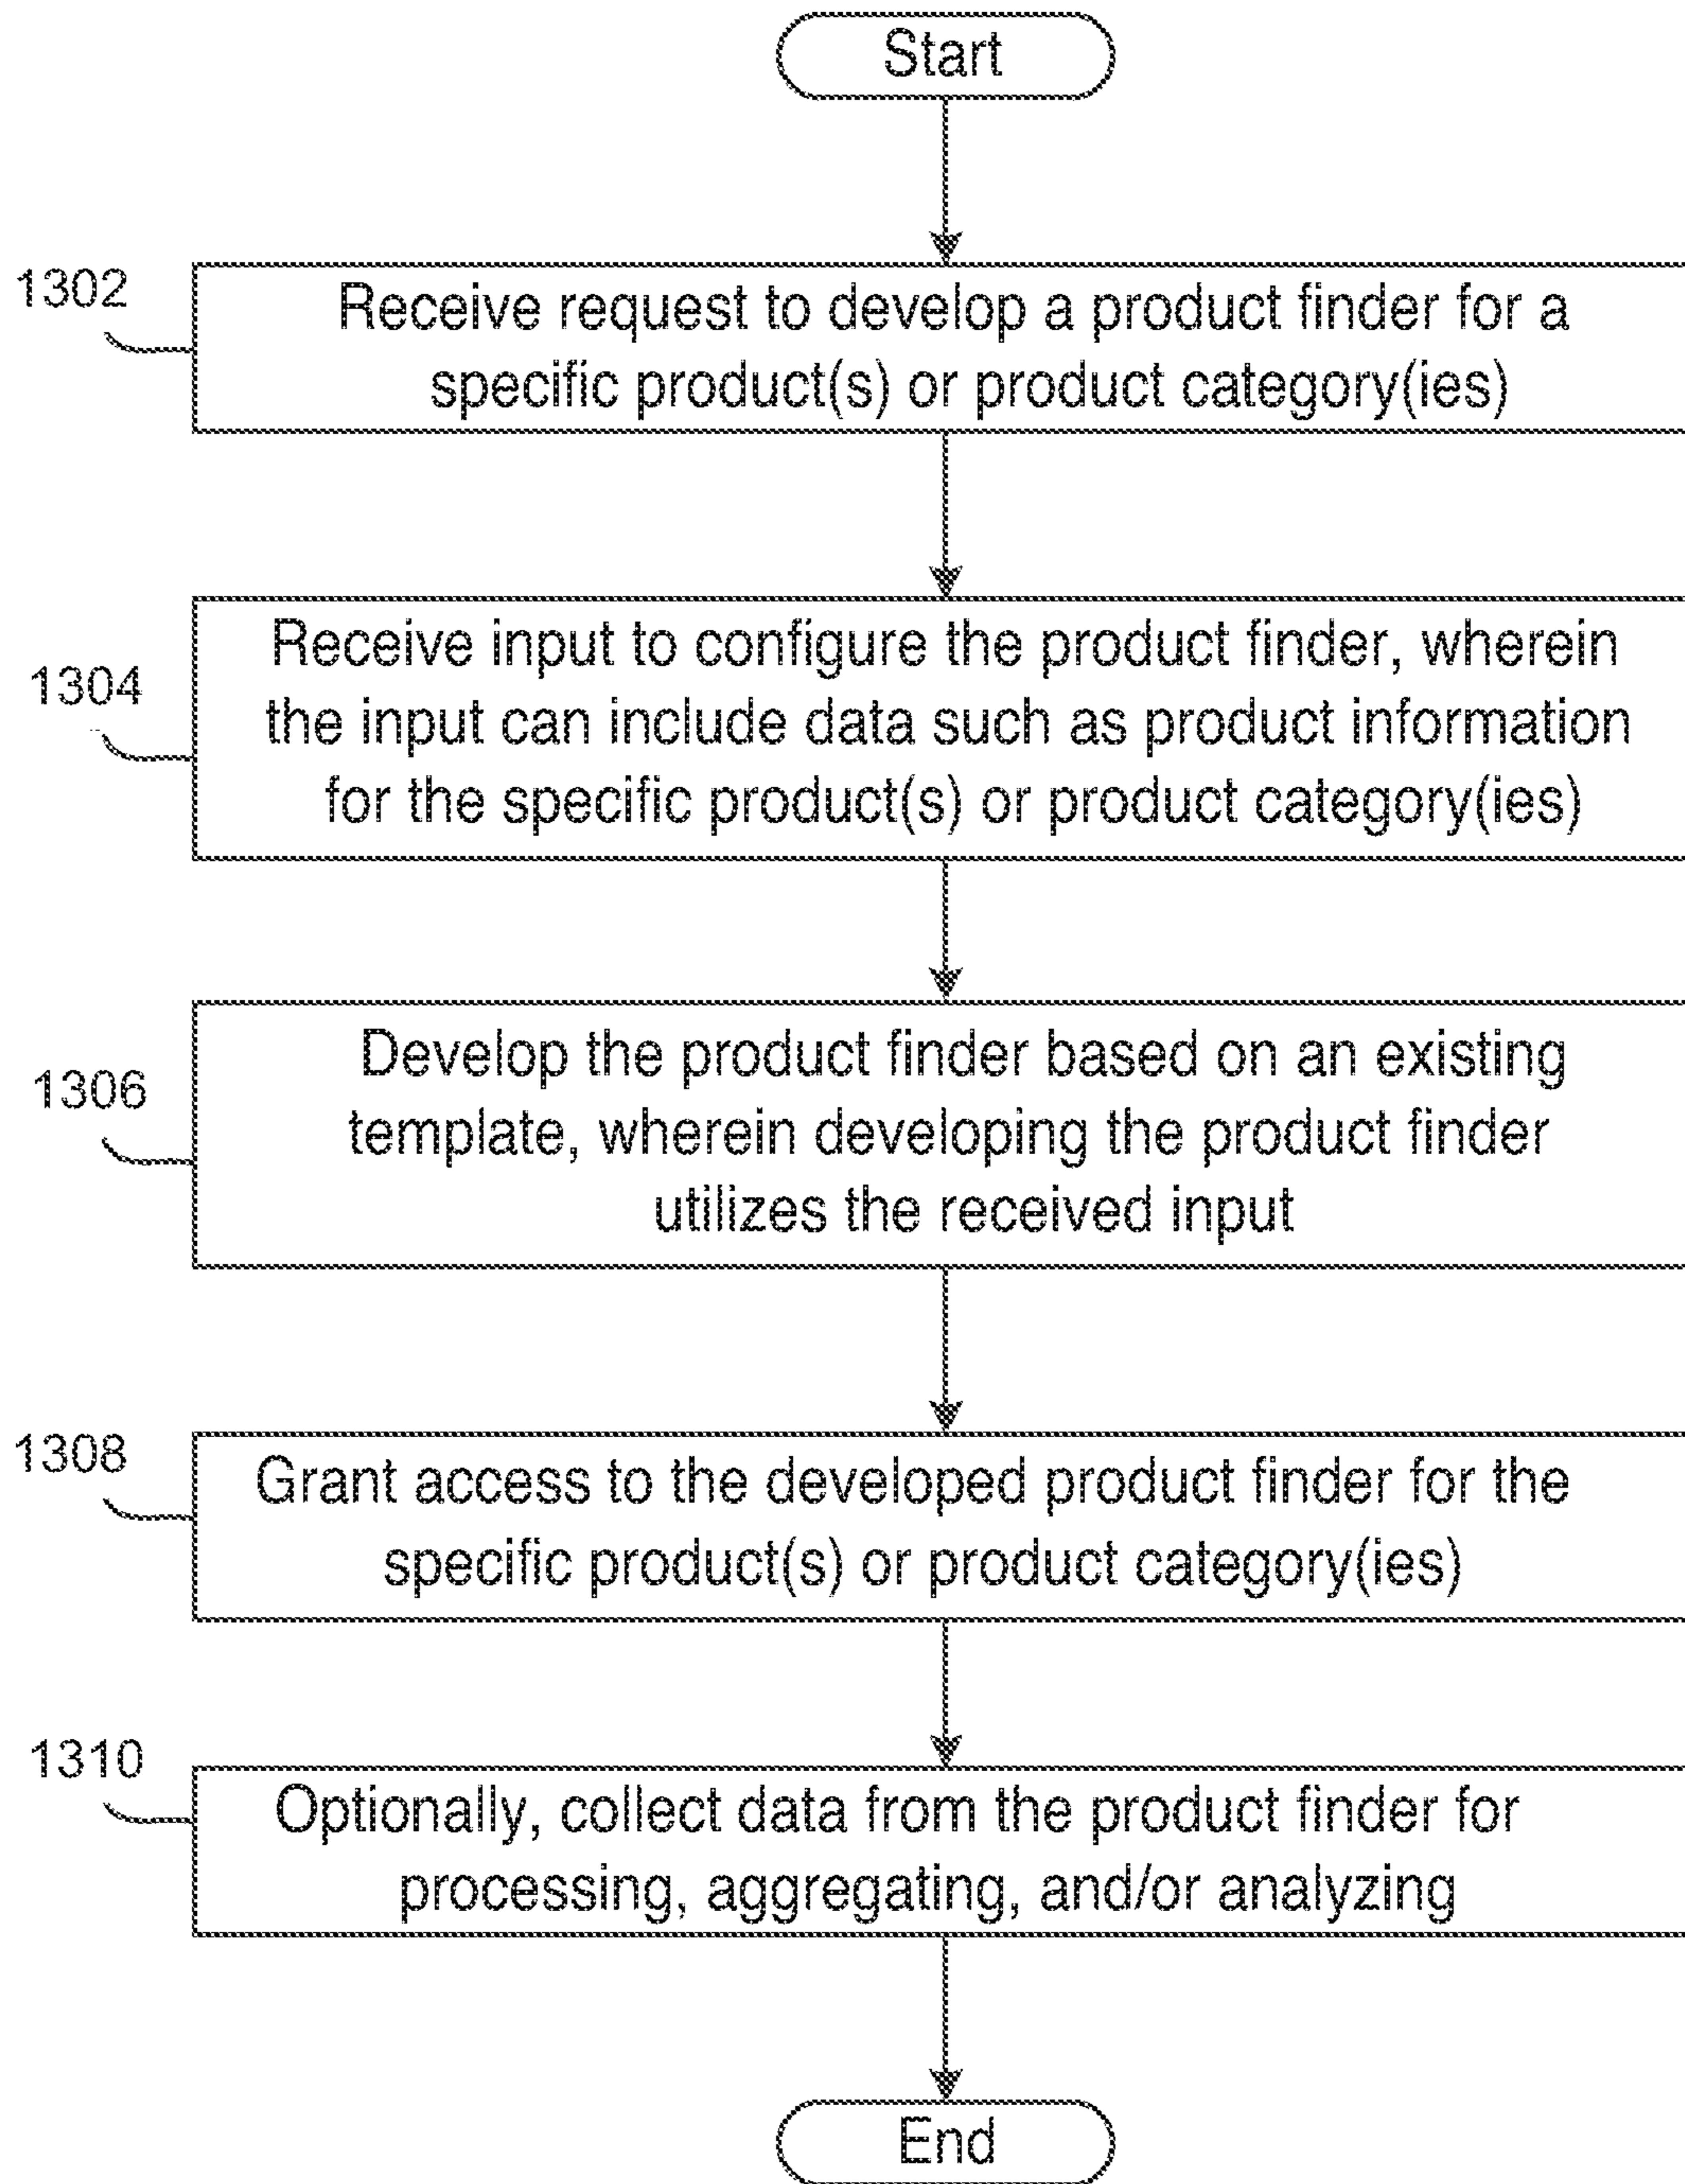 Start
1302
Receive request to develop a product finder for a
specific product(s) or product category(ies)
1304
Receive input to configure the product finder, wherein
the input can include data such as product information
for the specific product(s) or product category(ies)
1306
Develop the product finder based on an existing
template, wherein developing the product finder
utilizes the received input
1308
Grant access to the developed product finder for the
specific product(s) or product category(ies)
1310
Optionally, collect data from the product finder for
processing, aggregating, and/or analyzing
End